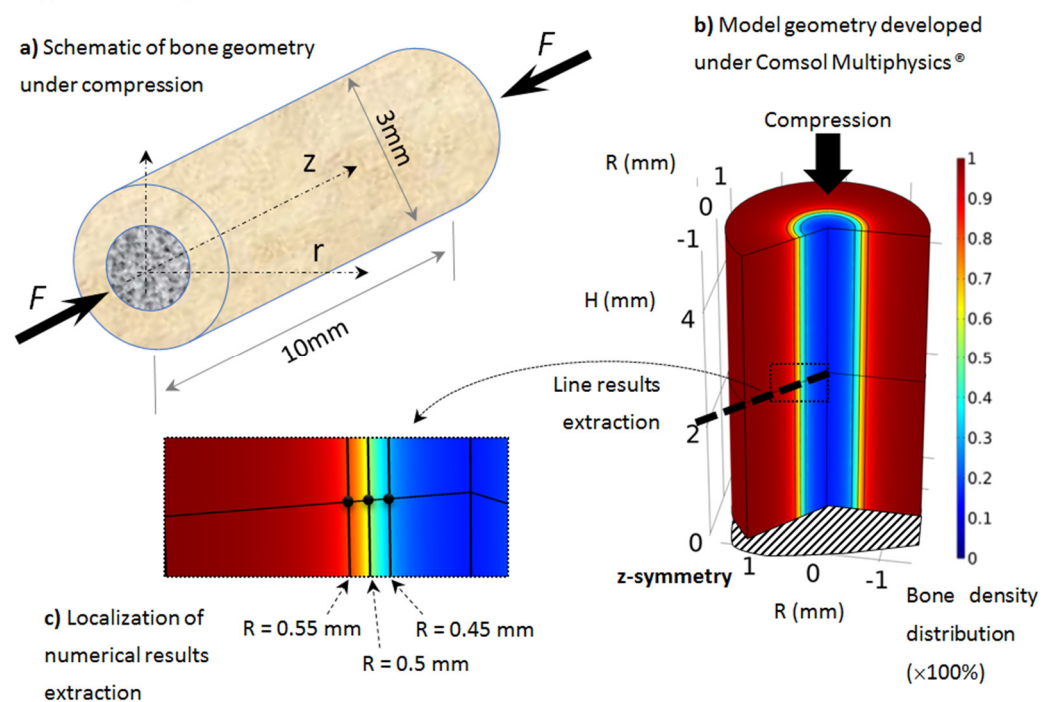 a) Schematic of bone geometry
under compression
F
3mm
z
r
F
10mm
b) Model geometry developed
under Comsol Multiphysics®
Compression
R (mm)
1
0
-1
H (mm)
4
2
0
z-symmetry
1
0
-1
R (mm)
1
0.9
0.8
0.7
0.6
0.5
0.4
0.3
0.2
0.1
0
Bone density
distribution
(×100%)
Line results
extraction
c) Localization of
numerical results
extraction
R = 0.55 mm
R = 0.5 mm
R = 0.45 mm